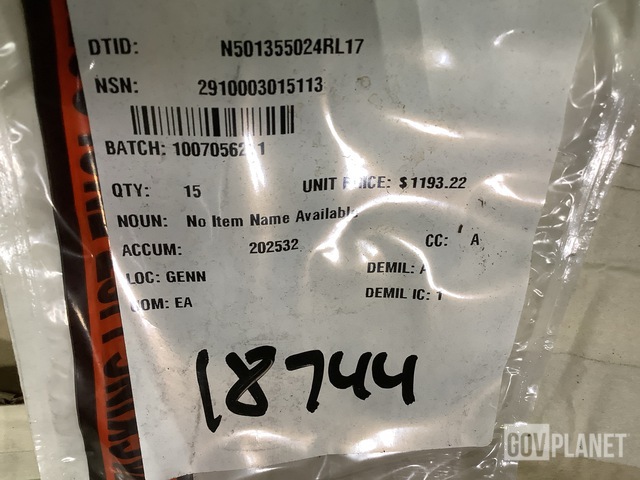 DTID: N501355024RL17
NSN: 2910003015113
BATCH: 1007056211
QTY: 15 UNIT PRICE: $1193.22
NOUN: No Item Name Available
ACCUM: 202532 CC: A
LOC: GENN DEMIL: A
UOM: EA DEMIL IC: 1
18744
GOVPLANET